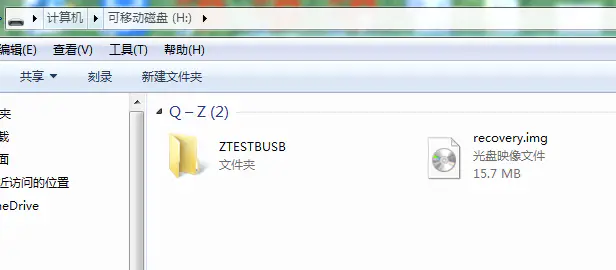 计算机 可移动磁盘 (H:)
编辑(E) 查看(V) 工具(T) 帮助(H)
共享 刻录 新建文件夹
Q – Z (2)
夹
载
面
近访问的位置
neDrive
ZTESTBUSB
文件夹
recovery.img
光盘映像文件
15.7 MB